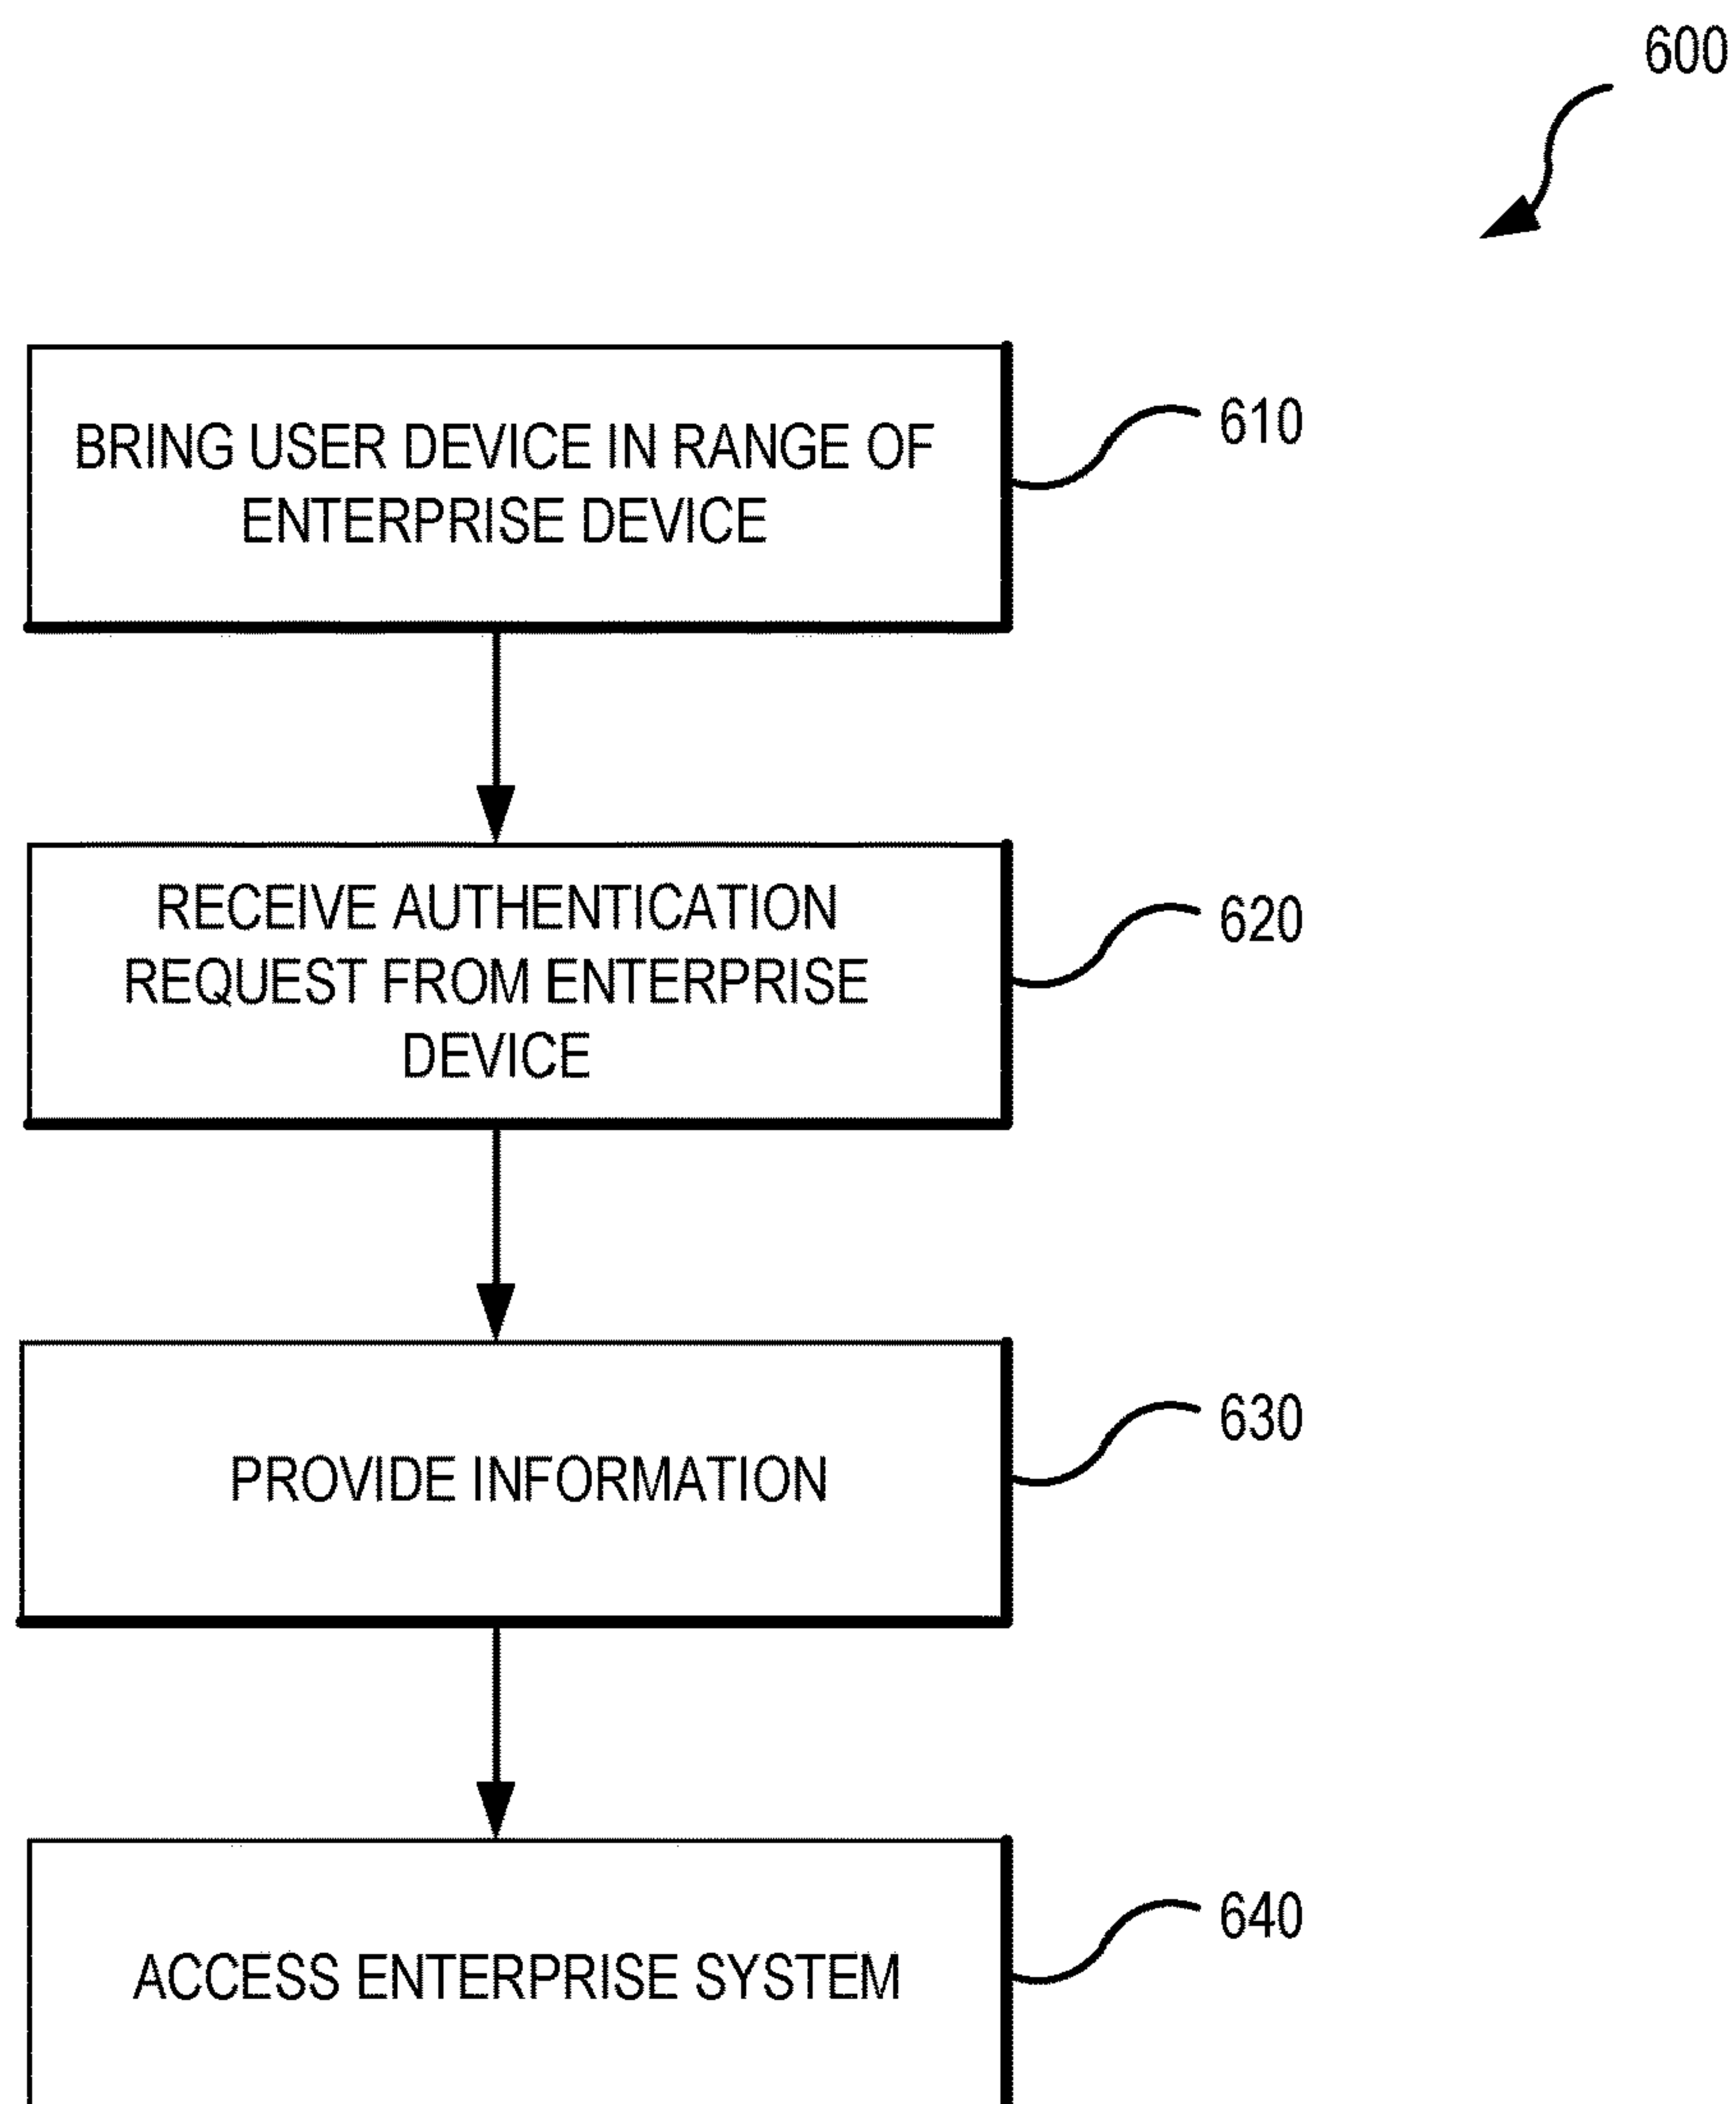 600
BRING USER DEVICE IN RANGE OF
ENTERPRISE DEVICE
610
RECEIVE AUTHENTICATION
REQUEST FROM ENTERPRISE
DEVICE
620
PROVIDE INFORMATION
630
ACCESS ENTERPRISE SYSTEM
640